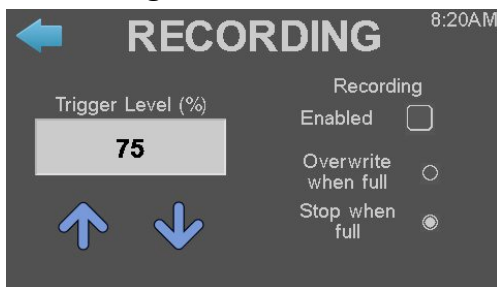 RECORDING
8:20AM
Trigger Level (%)
75
Recording
Enabled
Overwrite
when full
Stop when
full